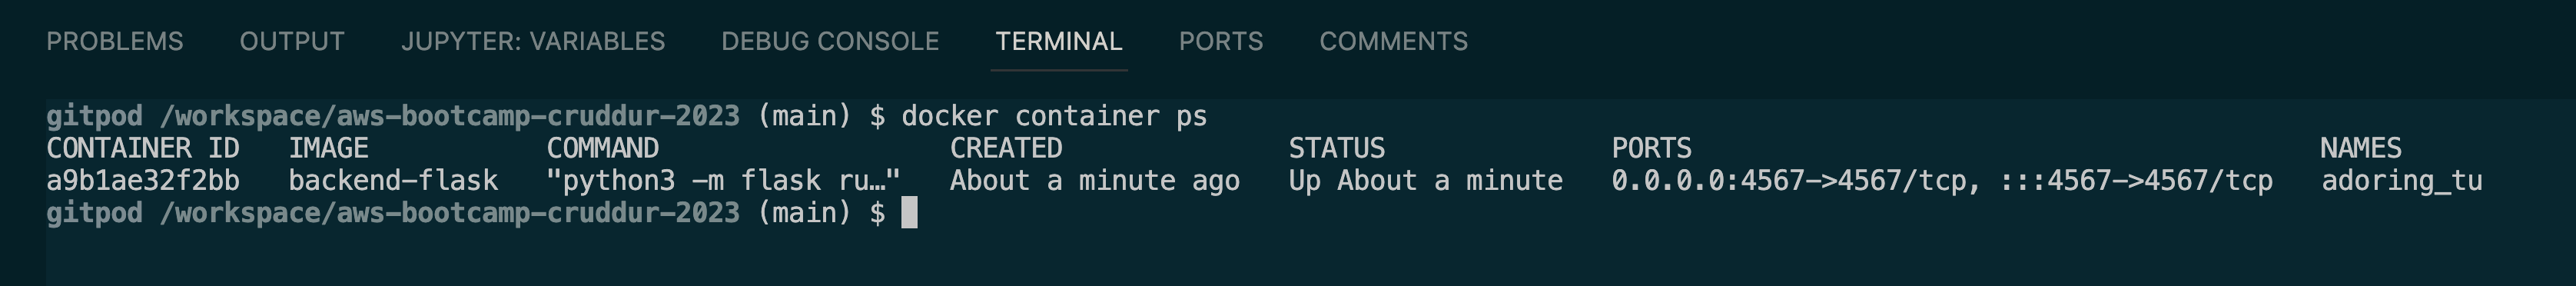 PROBLEMS OUTPUT JUPYTER: VARIABLES DEBUG CONSOLE TERMINAL PORTS COMMENTS
gitpod /workspace/aws-bootcamp-cruddur-2023 (main) $ docker container ps
CONTAINER ID   IMAGE           COMMAND                  CREATED              STATUS              PORTS                                       NAMES
a9b1ae32f2bb   backend-flask   "python3 -m flask ru…"   About a minute ago   Up About a minute   0.0.0.0:4567->4567/tcp, :::4567->4567/tcp   adoring_tu
gitpod /workspace/aws-bootcamp-cruddur-2023 (main) $